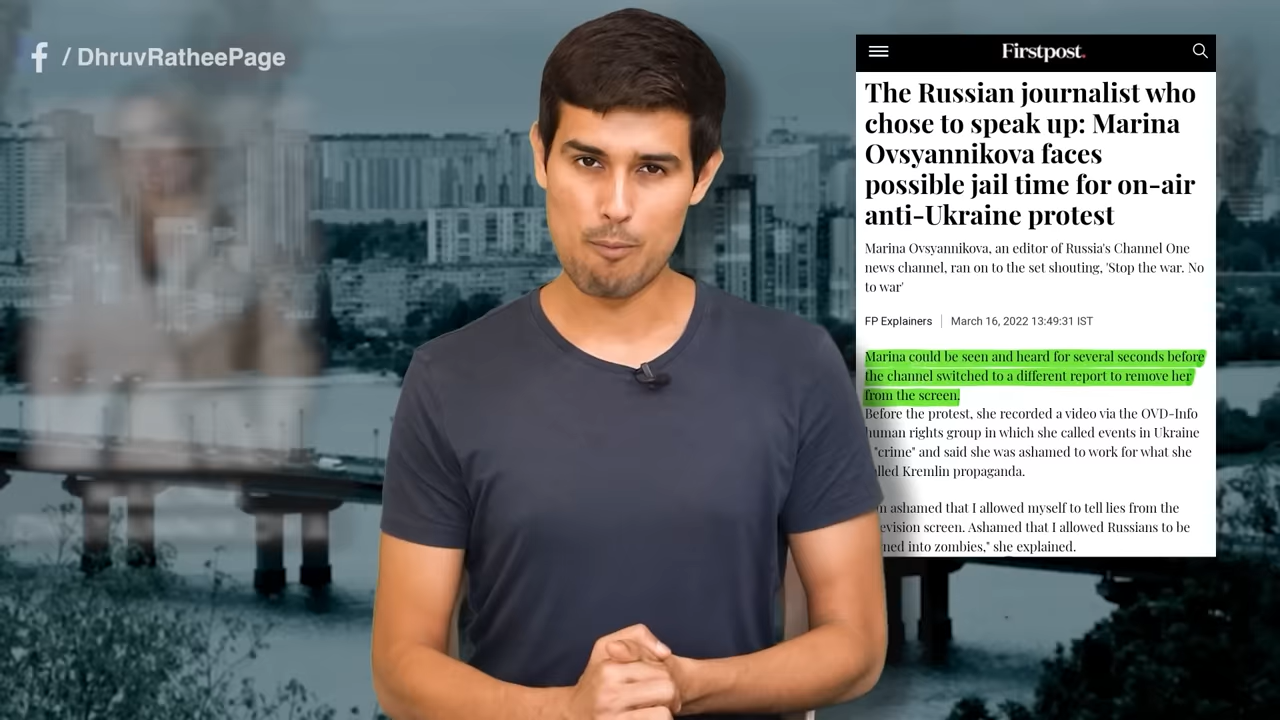 / DhruvRatheePage
Firstpost.
The Russian journalist who
chose to speak up: Marina
Ovsyannikova faces
possible jail time for on-air
anti-Ukraine protest
Marina Ovsyannikova, an editor of Russia's Channel One
news channel, ran on to the set shouting, 'Stop the war. No
to war'
FP Explainers | March 16, 2022 13:49:31 IST
Marina could be seen and heard for several seconds before
the channel switched to a different report to remove her
from the screen.
Before the protest, she recorded a video via the OVD-Info
human rights group in which she called events in Ukraine
"crime" and said she was ashamed to work for what she
Kremlin propaganda.
ashamed that I allowed myself to tell lies from the
screen. Ashamed that I allowed Russians to be
into zombies," she explained.